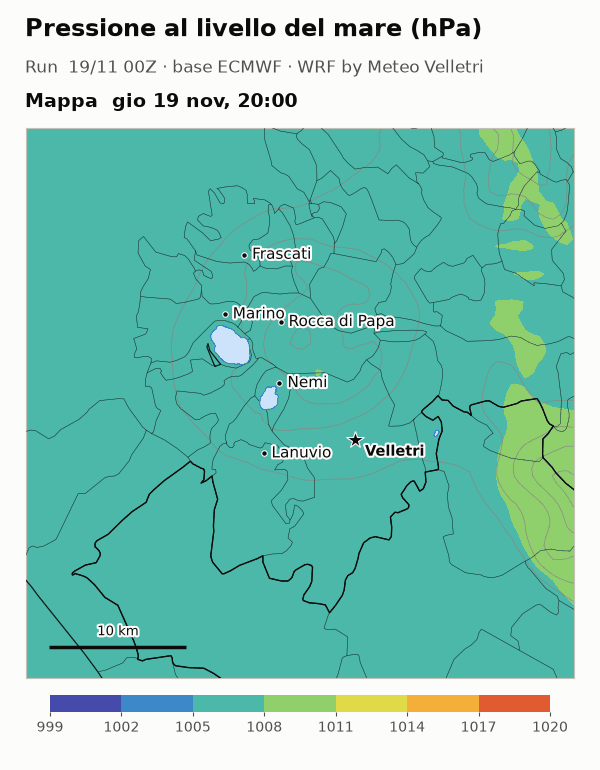 Pressione al livello del mare (hPa)
Run  19/11 00Z · base ECMWF · WRF by Meteo Velletri
Mappa  gio 19 nov, 20:00
Frascati
Marino
Rocca di Papa
Nemi
Velletri
Lanuvio
10 km
999 1002 1005 1008 1011 1014 1017 1020